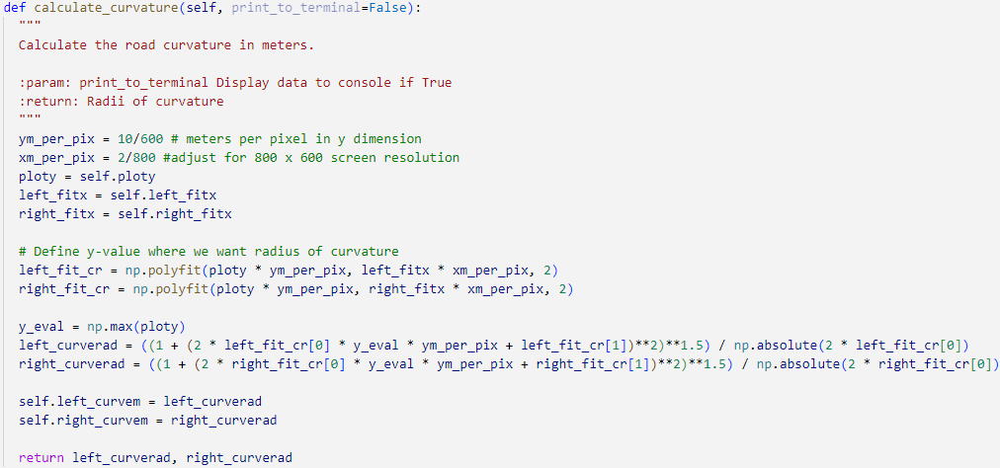 def calculate_curvature(self, print_to_terminal=False):
"""
Calculate the road curvature in meters.
:param: print_to_terminal Display data to console if True
:return: Radii of curvature
"""
ym_per_pix = 10/600 # meters per pixel in y dimension
xm_per_pix = 2/800 #adjust for 800 x 600 screen resolution
ploty = self.ploty
left_fitx = self.left_fitx
right_fitx = self.right_fitx
# Define y-value where we want radius of curvature
left_fit_cr = np.polyfit(ploty * ym_per_pix, left_fitx * xm_per_pix, 2)
right_fit_cr = np.polyfit(ploty * ym_per_pix, right_fitx * xm_per_pix, 2)
y_eval = np.max(ploty)
left_curverad = ((1 + (2 * left_fit_cr[0] * y_eval * ym_per_pix + left_fit_cr[1])**2)**1.5) / np.absolute(2 * left_fit_cr[0])
right_curverad = ((1 + (2 * right_fit_cr[0] * y_eval * ym_per_pix + right_fit_cr[1])**2)**1.5) / np.absolute(2 * right_fit_cr[0])
self.left_curvem = left_curverad
self.right_curvem = right_curverad
return left_curverad, right_curverad